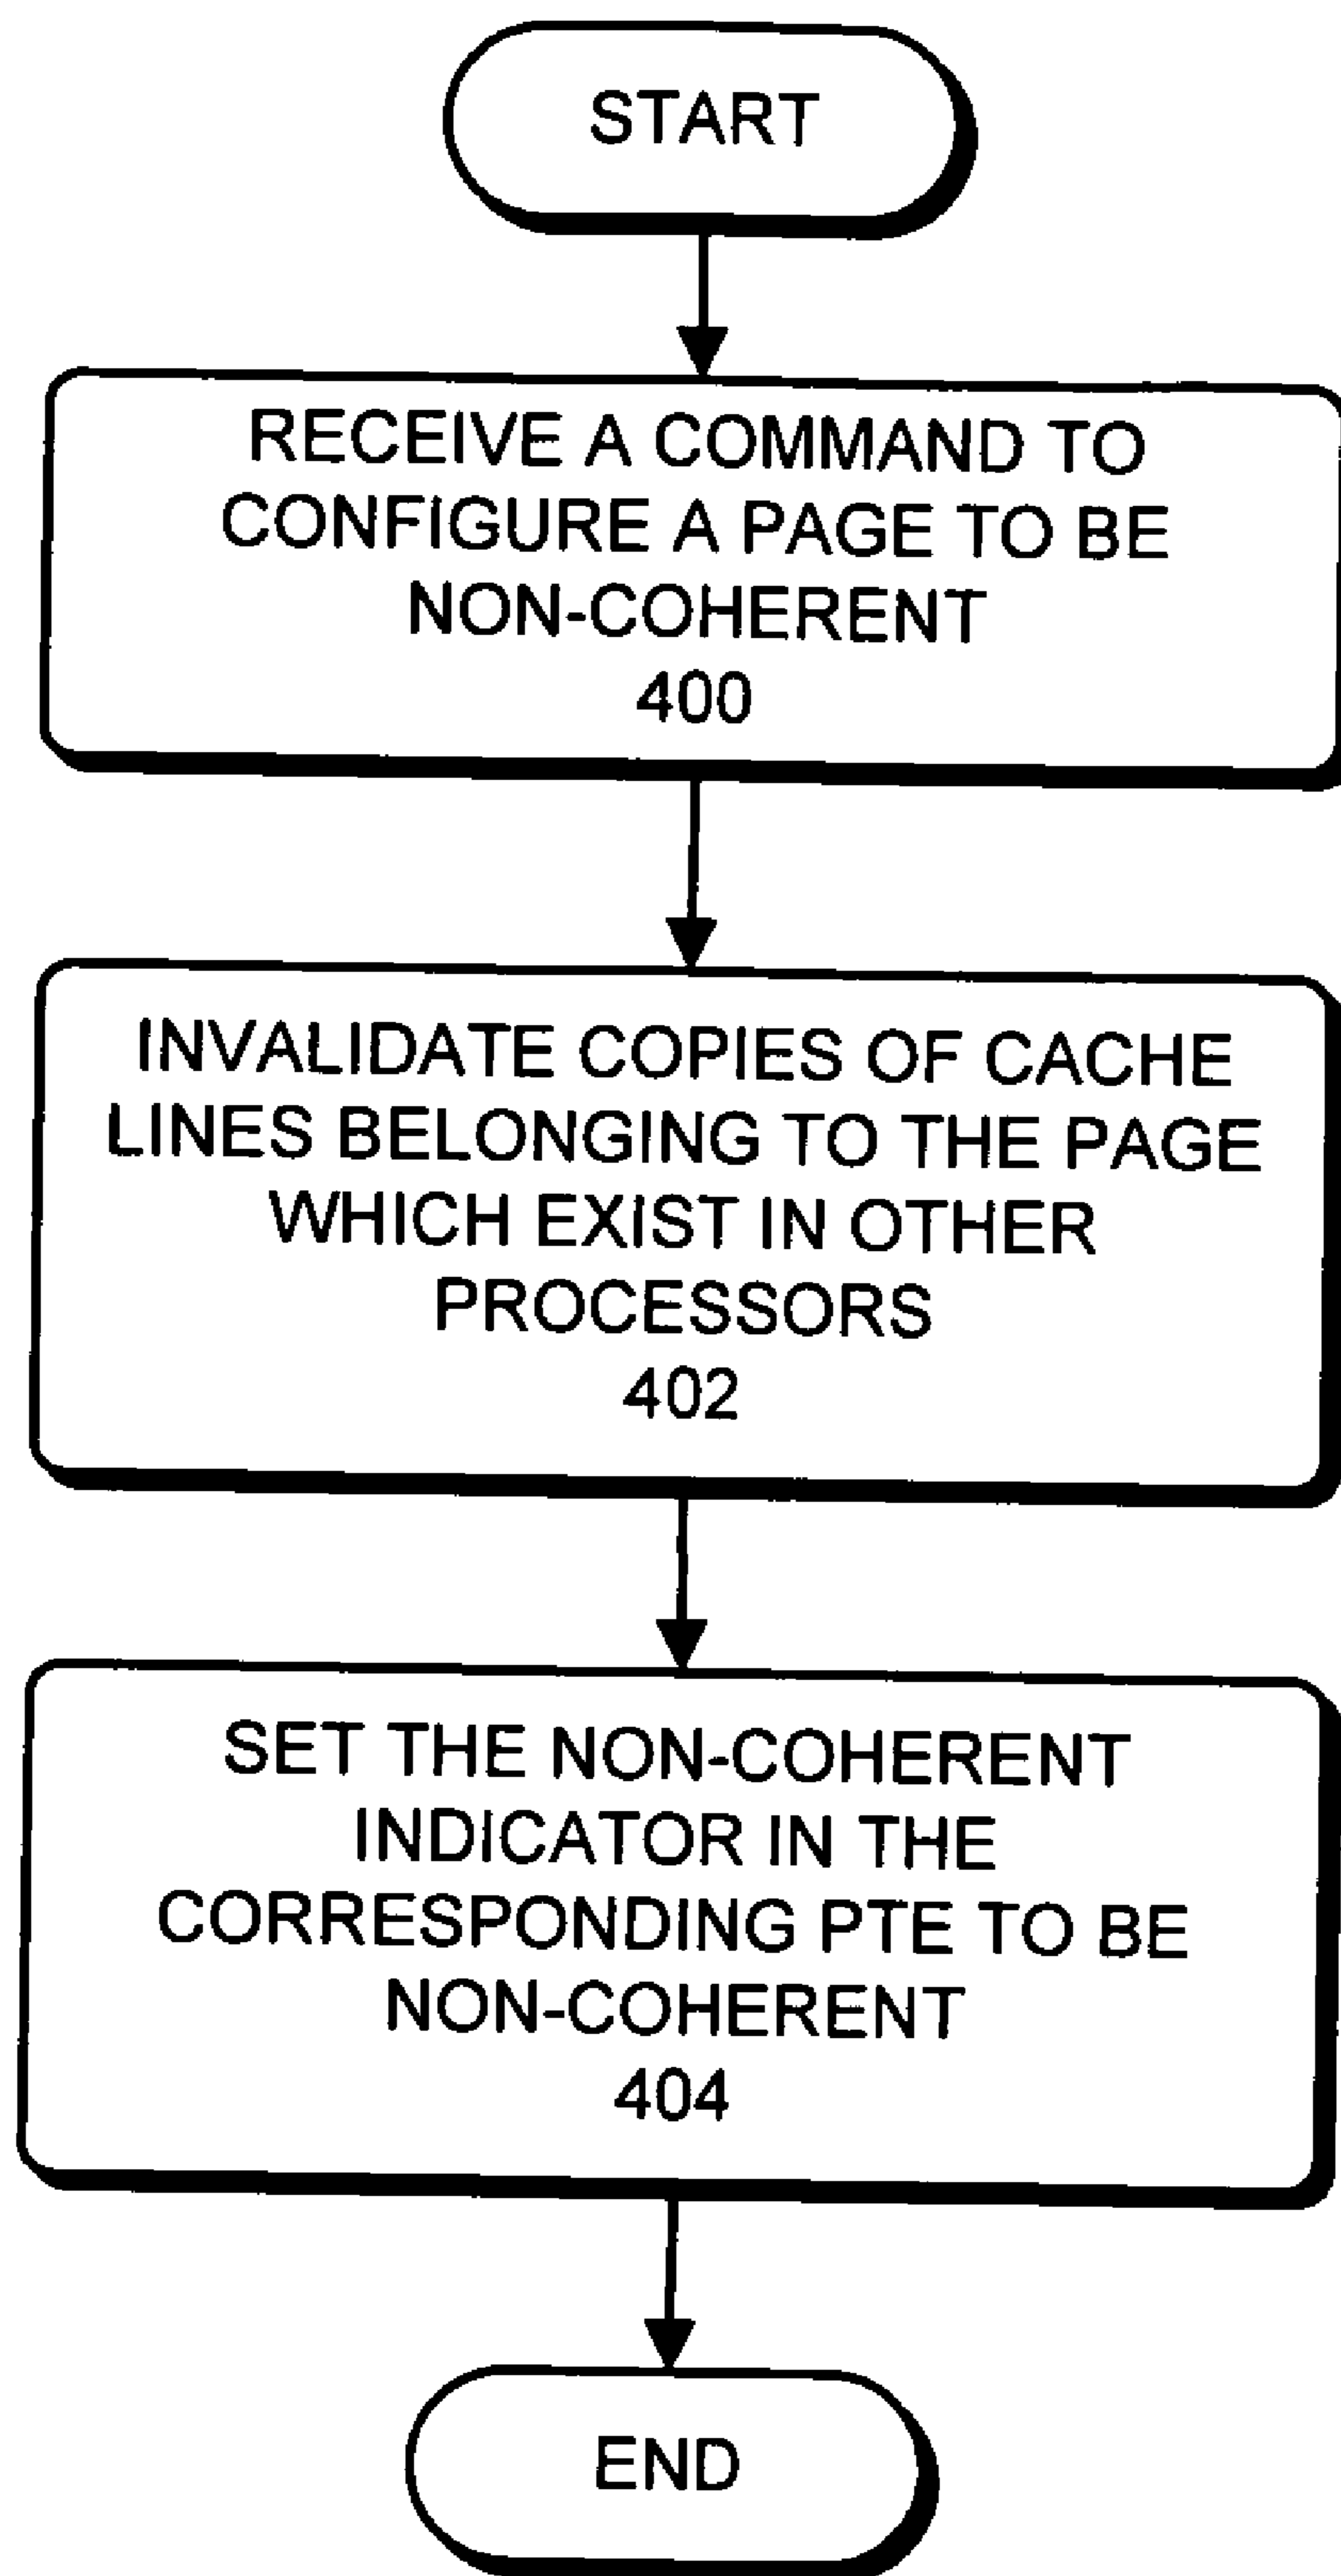 START
RECEIVE A COMMAND TO
CONFIGURE A PAGE TO BE
NON-COHERENT
400
INVALIDATE COPIES OF CACHE
LINES BELONGING TO THE PAGE
WHICH EXIST IN OTHER
PROCESSORS
402
SET THE NON-COHERENT
INDICATOR IN THE
CORRESPONDING PTE TO BE
NON-COHERENT
404
END